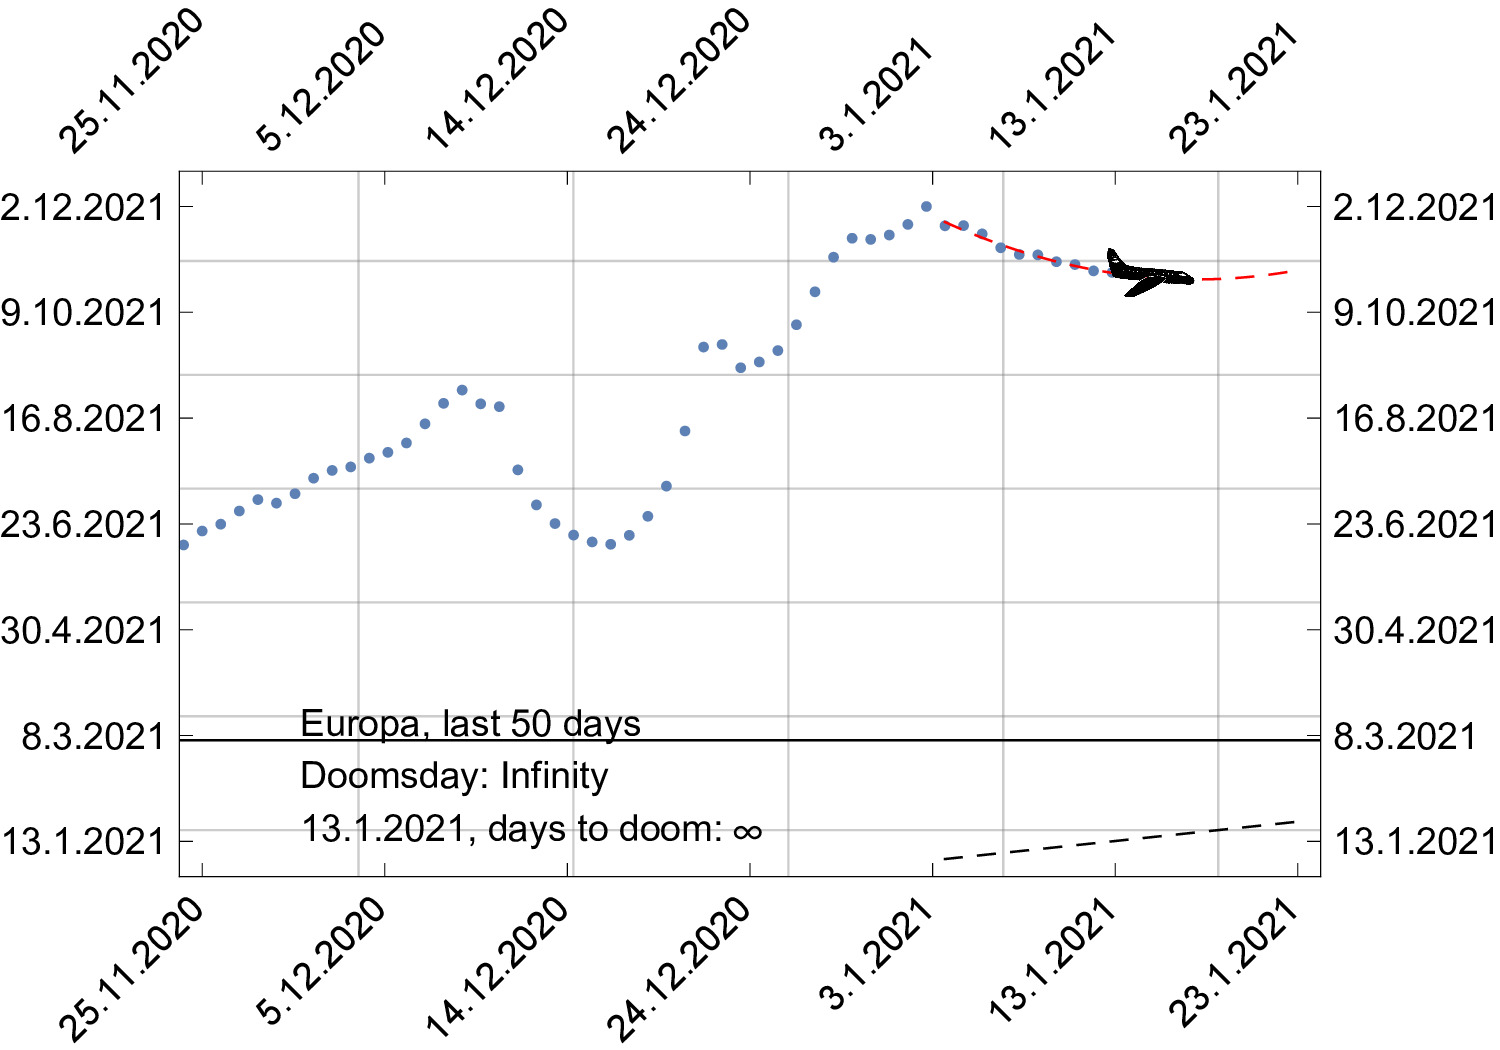 25.11.2020 5.12.2020 14.12.2020 24.12.2020 3.1.2021 13.1.2021 23.1.2021
2.12.2021 2.12.2021
9.10.2021 9.10.2021
16.8.2021 16.8.2021
23.6.2021 23.6.2021
30.4.2021 30.4.2021
Europa, last 50 days
8.3.2021 8.3.2021
Doomsday: Infinity
13.1.2021, days to doom: ∞
13.1.2021 13.1.2021
25.11.2020 5.12.2020 14.12.2020 24.12.2020 3.1.2021 13.1.2021 23.1.2021